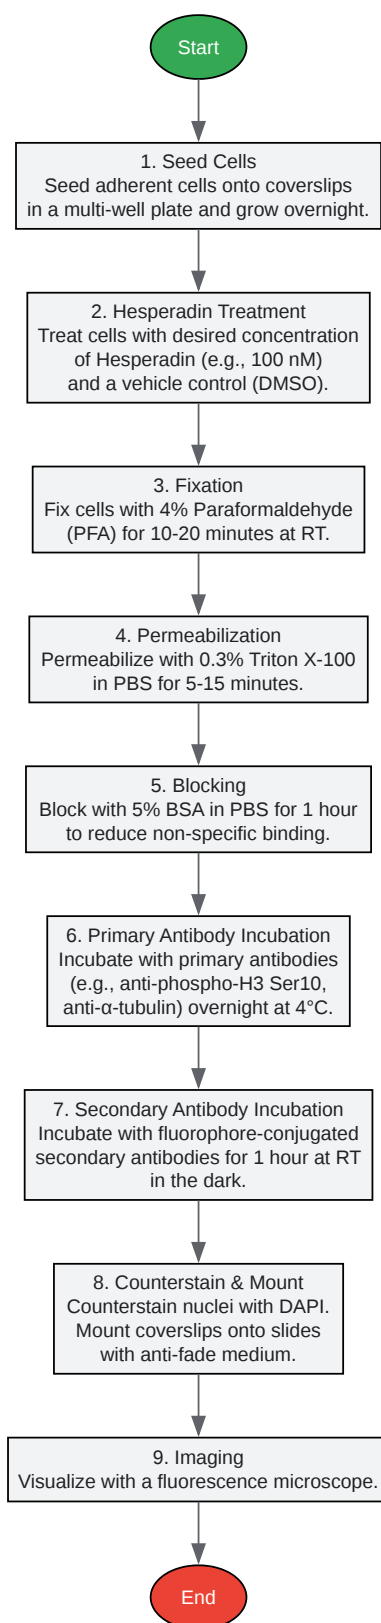 Start
1. Seed Cells
Seed adherent cells onto coverslips
in a multi-well plate and grow overnight.
2. Hesperadin Treatment
Treat cells with desired concentration
of Hesperadin (e.g., 100 nM)
and a vehicle control (DMSO).
3. Fixation
Fix cells with 4% Paraformaldehyde
(PFA) for 10-20 minutes at RT.
4. Permeabilization
Permeabilize with 0.3% Triton X-100
in PBS for 5-15 minutes.
5. Blocking
Block with 5% BSA in PBS for 1 hour
to reduce non-specific binding.
6. Primary Antibody Incubation
Incubate with primary antibodies
(e.g., anti-phospho-H3 Ser10,
anti-α-tubulin) overnight at 4°C.
7. Secondary Antibody Incubation
Incubate with fluorophore-conjugated
secondary antibodies for 1 hour at RT
in the dark.
8. Counterstain & Mount
Counterstain nuclei with DAPI.
Mount coverslips onto slides
with anti-fade medium.
9. Imaging
Visualize with a fluorescence microscope.
End